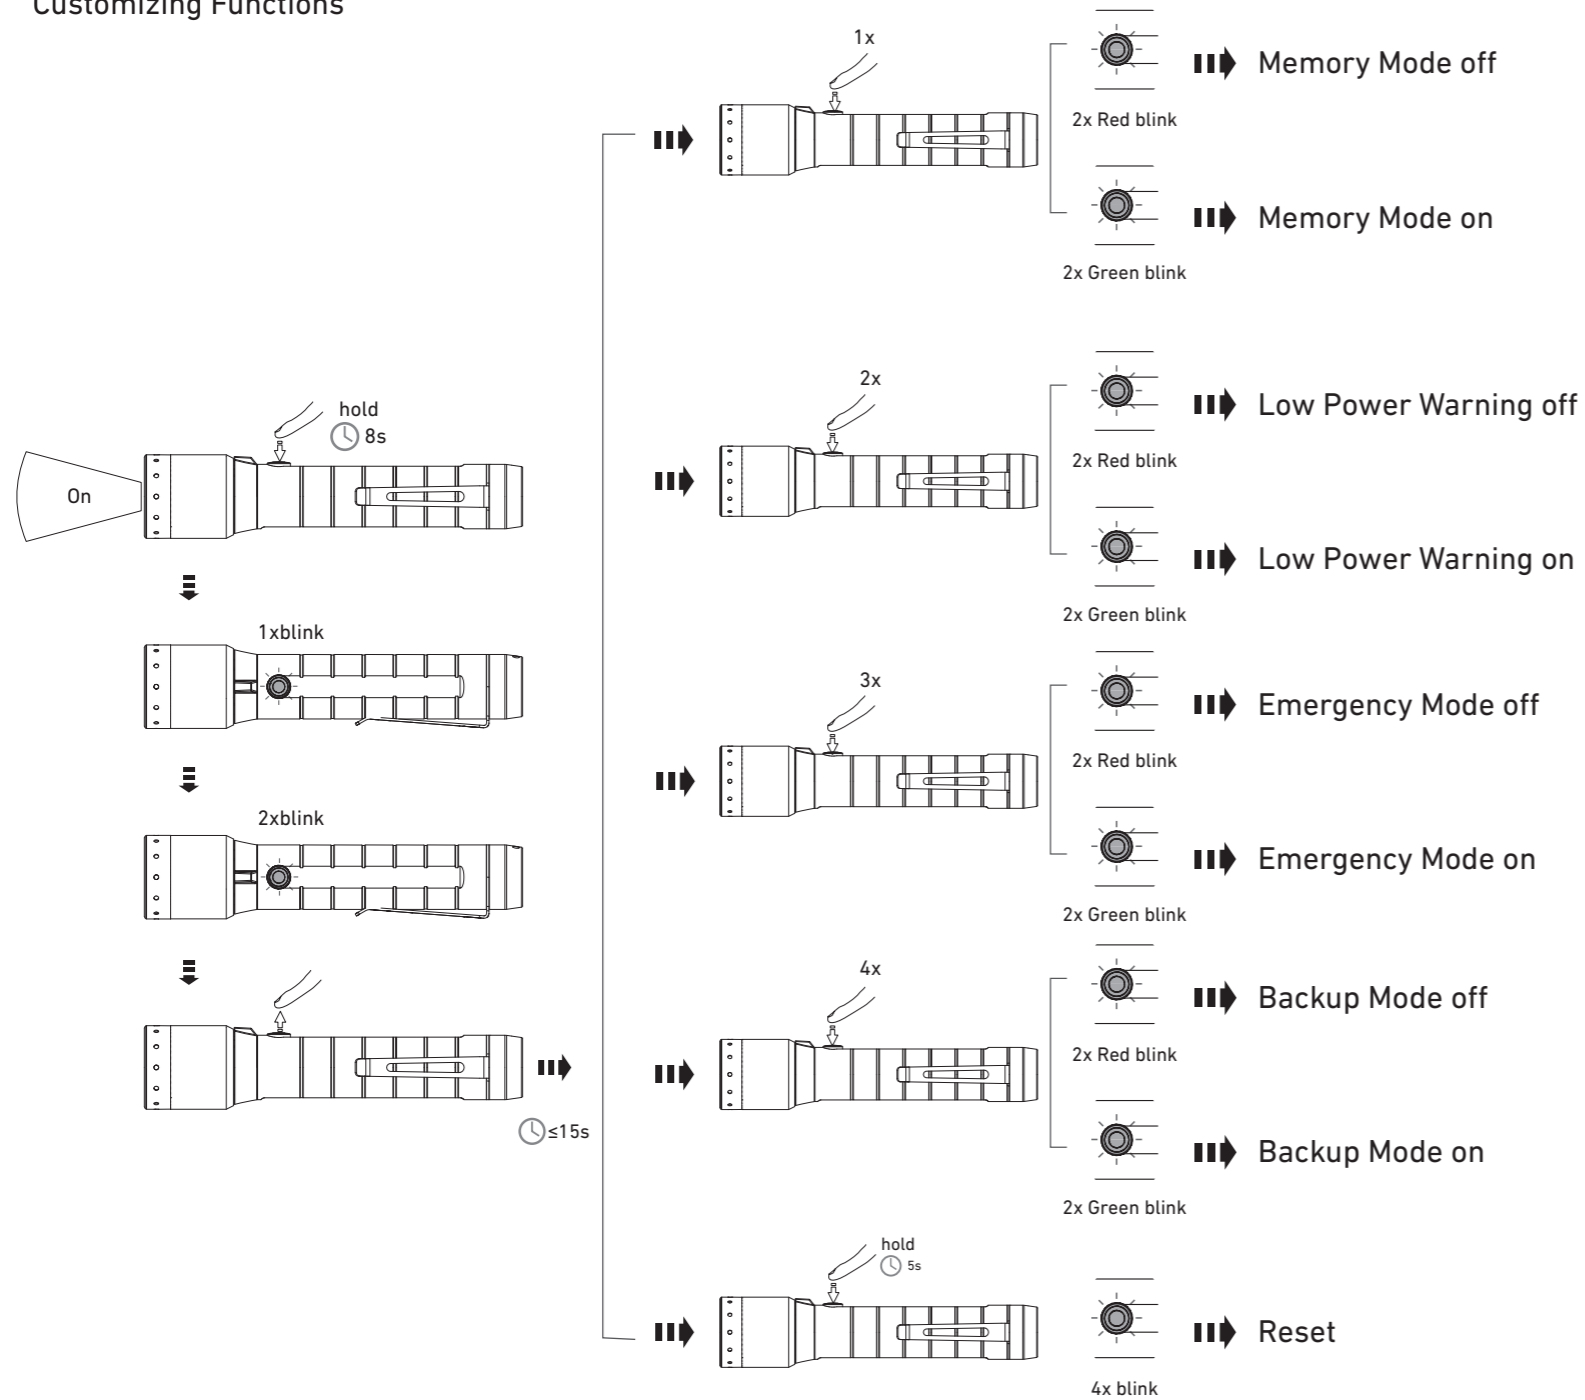 Customizing Functions
On
hold
8s
1xblink
2xblink
≤15s
1x
2x Red blink
Memory Mode off
2x Green blink
Memory Mode on
2x
2x Red blink
Low Power Warning off
2x Green blink
Low Power Warning on
3x
2x Red blink
Emergency Mode off
2x Green blink
Emergency Mode on
4x
2x Red blink
Backup Mode off
2x Green blink
Backup Mode on
hold
5s
4x blink
Reset